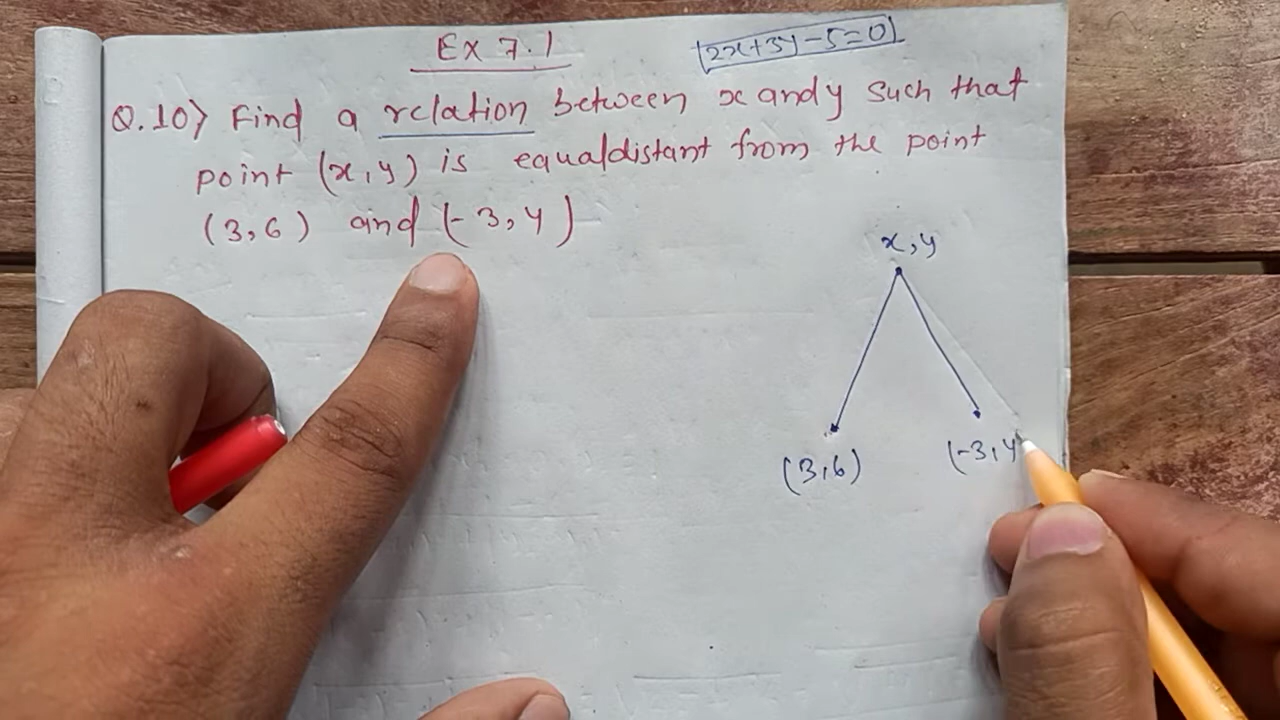 Ex 7.1
2x+3y-5=0
Q.10) Find a relation between x and y such that
point (x,y) is equaldistant from the point
(3,6) and (-3,4)
x,y
(3,6)
(-3,4